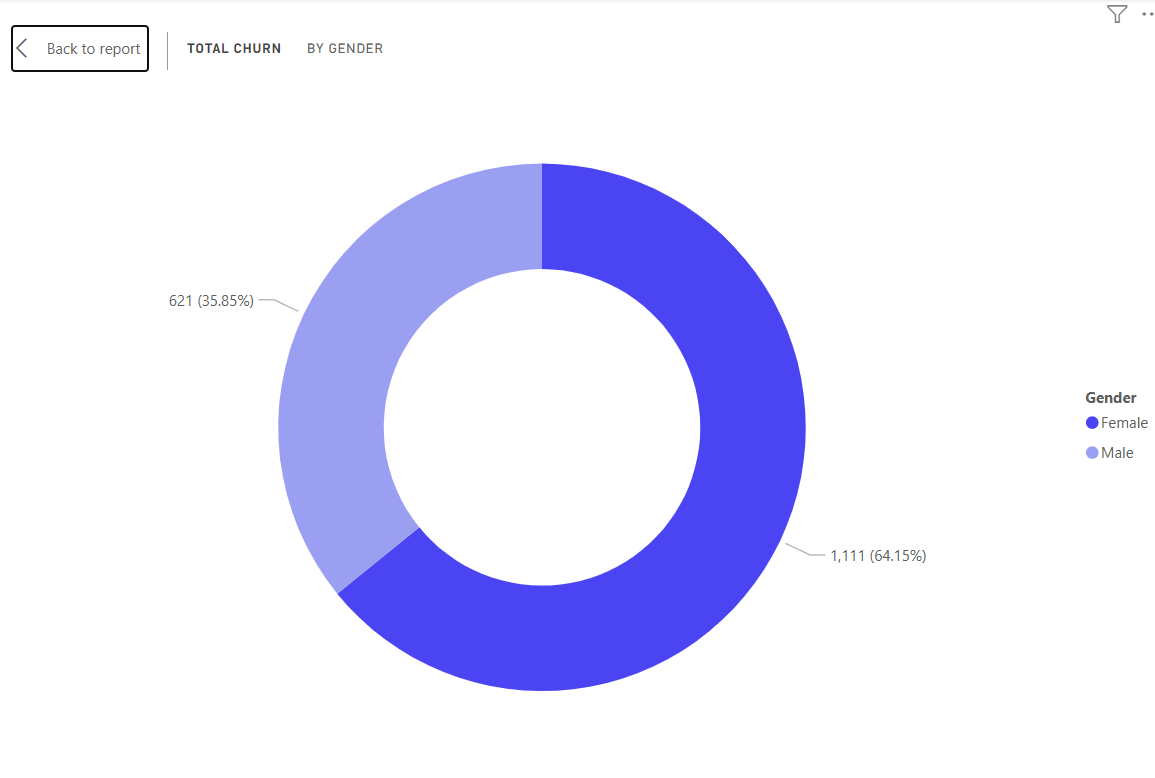 Back to report
TOTAL CHURN BY GENDER
621 (35.85%)
Gender
Female
Male
1,111 (64.15%)